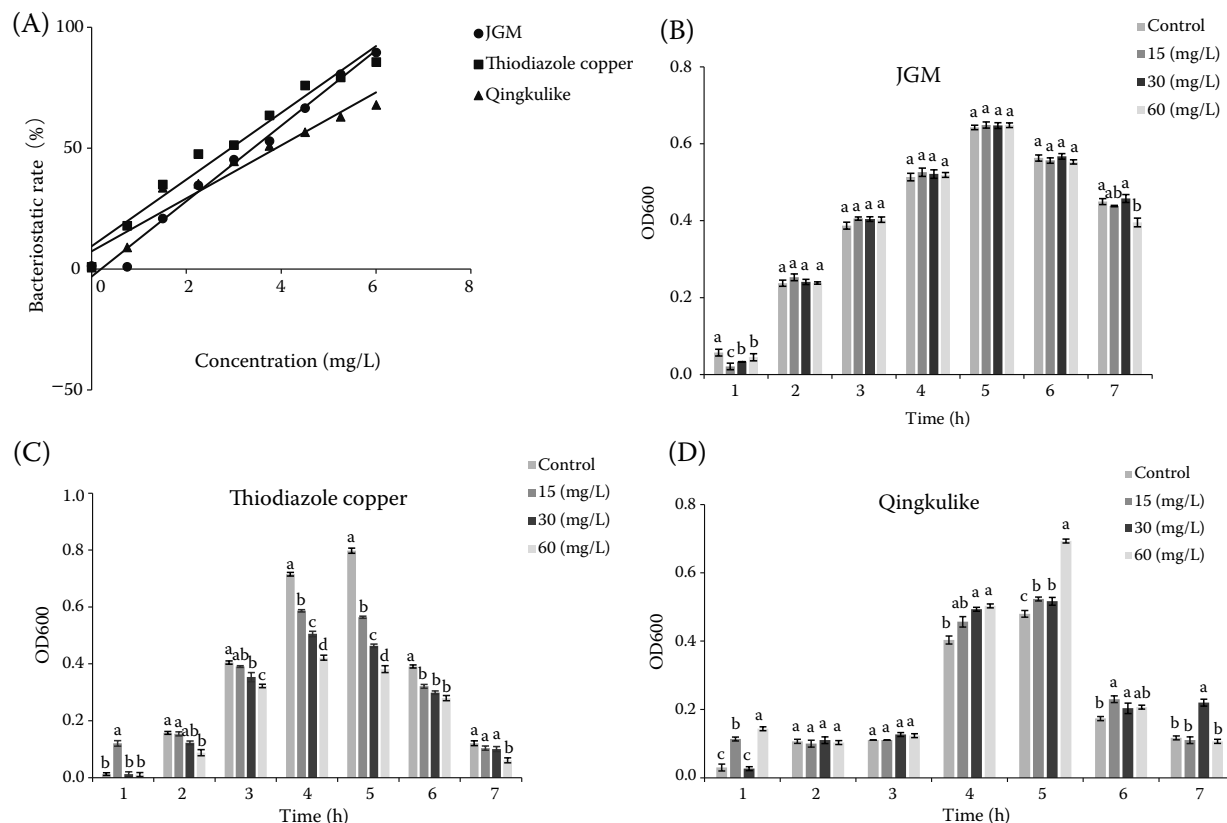 (A)
100
50
0
−50
Bacteriostatic rate (%)
0 2 4 6 8
Concentration (mg/L)
JGM
Thiodiazole copper
Qingkulike
(B)
JGM
Control
15 (mg/L)
30 (mg/L)
60 (mg/L)
0.8
0.6
0.4
0.2
0.0
OD600
a c b b
a a a a
a a a a
a a a a
a a a a
a a a a
a ab a b
1 2 3 4 5 6 7
Time (h)
(C)
Thiodiazole copper
Control
15 (mg/L)
30 (mg/L)
60 (mg/L)
1.0
0.8
0.6
0.4
0.2
0.0
OD600
b a b b
a a ab b
a ab b c
a b c d
a b c d
a b b b
a a a b
1 2 3 4 5 6 7
Time (h)
(D)
Qingkulike
Control
15 (mg/L)
30 (mg/L)
60 (mg/L)
0.8
0.6
0.4
0.2
0.0
OD600
c b c a
a a a a
a a a a
b ab a a
c b b a
b a a ab
b b a b
1 2 3 4 5 6 7
Time (h)